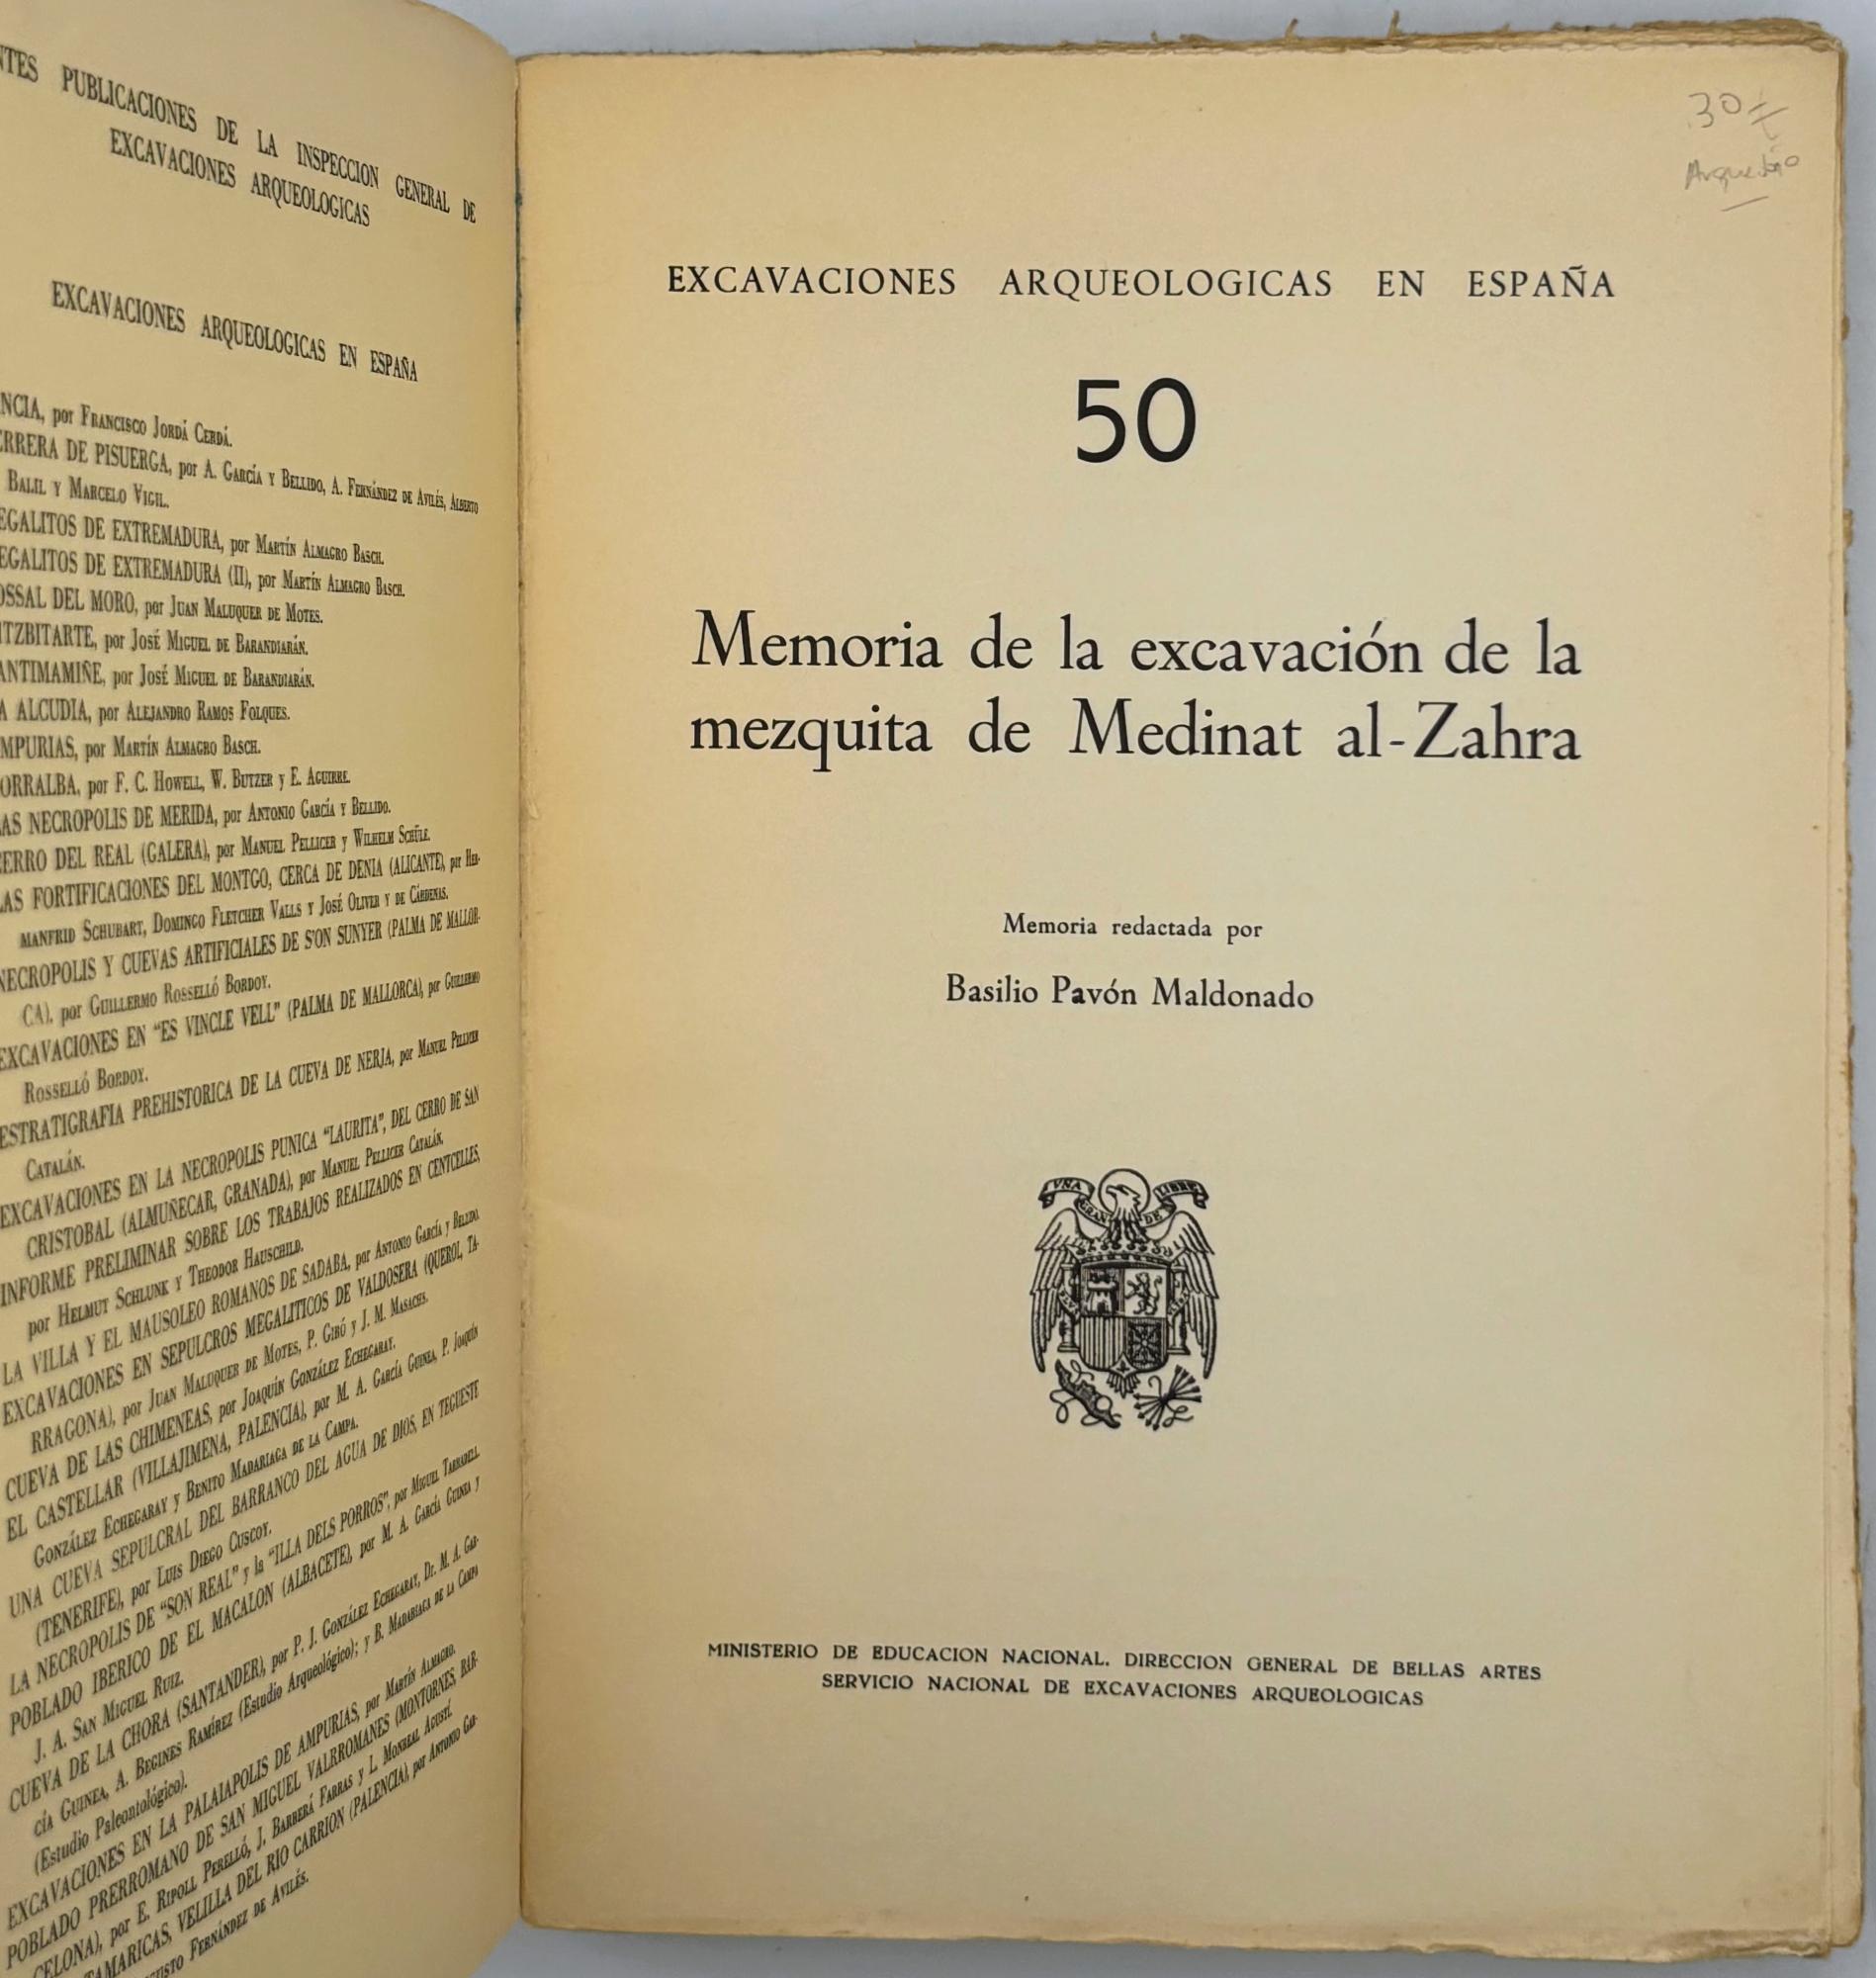 PUBLICACIONES DE LA INSPECCION GENERAL DE
EXCAVACIONES ARQUEOLOGICAS
EXCAVACIONES ARQUEOLOGICAS EN ESPAÑA
por FRANCISCO JORDÁ CERDÁ.
DE PISUERGA, por A. GARCÍA Y BELLIDO, A. FERNÁNDEZ DE AVILÉS, ALBERTO
BALIL Y MARCELO VIGIL.
DE EXTREMADURA, por MARTÍN ALMAGRO BASCH.
DE EXTREMADURA (II), por MARTÍN ALMAGRO BASCH.
DEL MORO, por JUAN MALUQUER DE MOTES.
por JOSÉ MIGUEL DE BARANDIARÁN.
por JOSÉ MIGUEL DE BARANDIARÁN.
ALCUDIA, por ALEJANDRO RAMOS FOLQUES.
por MARTÍN ALMAGRO BASCH.
por F. C. HOWELL, W. BUTZER y E. AGUIRRE.
NECROPOLIS DE MERIDA, por ANTONIO GARCÍA Y BELLIDO.
DEL REAL (GALERA), por MANUEL PELLICER y WILHELM SCHÜLE.
FORTIFICACIONES DEL MONTGO, CERCA DE DENIA (ALICANTE), por HER-
MANFRID SCHUBART, DOMINGO FLETCHER VALLS Y JOSÉ OLIVER Y DE CÁRDENAS.
NECROPOLIS Y CUEVAS ARTIFICIALES DE S'ON SUNYER (PALMA DE MALLOR-
CA), por GUILLERMO ROSSELLÓ BORDOY.
EXCAVACIONES EN "ES VINCLE VELL" (PALMA DE MALLORCA), por GUILLERMO
ROSSELLÓ BORDOY.
ESTRATIGRAFIA PREHISTORICA DE LA CUEVA DE NERJA, por MANUEL PELLICER
CATALÁN.
EXCAVACIONES EN LA NECROPOLIS PUNICA "LAURITA", DEL CERRO DE SAN
CRISTOBAL (ALMUÑECAR, GRANADA), por MANUEL PELLICER CATALÁN.
INFORME PRELIMINAR SOBRE LOS TRABAJOS REALIZADOS EN CENTCELLES,
por HELMUT SCHLUNK Y THEODOR HAUSCHILD.
LA VILLA Y EL MAUSOLEO ROMANOS DE SADABA, por ANTONIO GARCÍA Y BELLIDO.
EXCAVACIONES EN SEPULCROS MEGALITICOS DE VALDOSERA (QUEROL, TA-
RRAGONA), por JUAN MALUQUER DE MOTES, P. GIRÓ y J. M. MASACHS.
CUEVA DE LAS CHIMENEAS, por JOAQUÍN GONZÁLEZ ECHEGARAY.
EL CASTELLAR (VILLAJIMENA, PALENCIA), por M. A. GARCÍA GUINEA, P. JOAQUÍN
GONZÁLEZ ECHEGARAY Y BENITO MADARIAGA DE LA CAMPA.
UNA CUEVA SEPULCRAL DEL BARRANCO DEL AGUA DE DIOS, EN TEGUESTE
(TENERIFE), por LUIS DIEGO CUSCOY.
LA NECROPOLIS DE "SON REAL" y la "ILLA DELS PORROS", por MIGUEL TARRADELL.
POBLADO IBERICO DE EL MACALON (ALBACETE), por M. A. GARCÍA GUINEA y
J. A. SAN MIGUEL RUIZ.
CUEVA DE LA CHORA (SANTANDER), por P. J. GONZÁLEZ ECHEGARAY, Dr. M. A. GAR-
CÍA GUINEA, A. BEGINES RAMÍREZ (Estudio Arqueológico); y B. MADARIAGA DE LA CAMPA
(Estudio Paleontológico).
EXCAVACIONES EN LA PALAIAPOLIS DE AMPURIAS, por MARTÍN ALMAGRO.
POBLADO PRERROMANO DE SAN MIGUEL VALRROMANES (MONTORNES, BAR-
CELONA), por E. RIPOLL PERELLÓ, J. BARBERÁ FARRAS y L. MONREAL AGUSTÍ.
VELILLA DEL RIO CARRION (PALENCIA), por ANTONIO GAR-
FERNÁNDEZ DE AVILÉS.
30
EXCAVACIONES ARQUEOLOGICAS EN ESPAÑA
50
Memoria de la excavación de la
mezquita de Medinat al-Zahra
Memoria redactada por
Basilio Pavón Maldonado
UNA LIBRE
GRANDE
MINISTERIO DE EDUCACION NACIONAL. DIRECCION GENERAL DE BELLAS ARTES
SERVICIO NACIONAL DE EXCAVACIONES ARQUEOLOGICAS